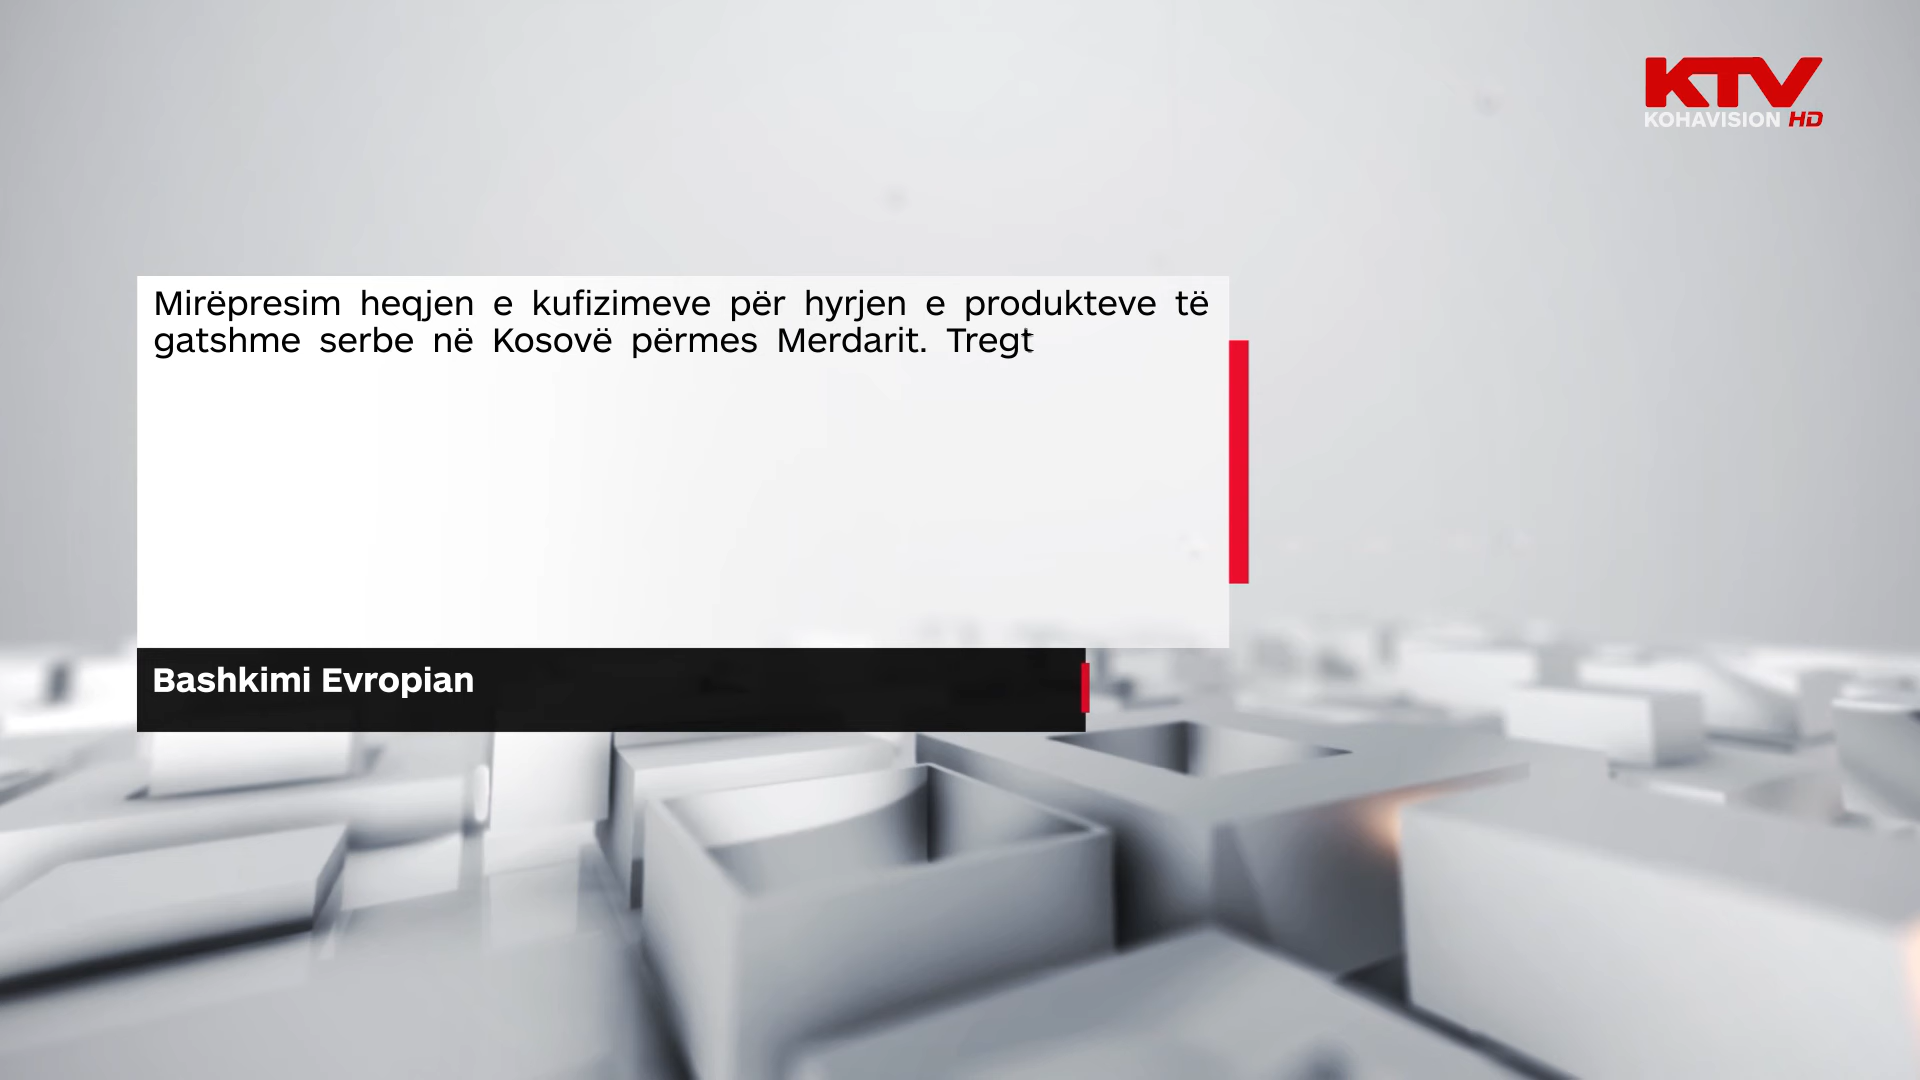 KTV
KOHAVISION HD
Mirëpresim heqjen e kufizimeve për hyrjen e produkteve të
gatshme serbe në Kosovë përmes Merdarit. Tregt
Bashkimi Evropian